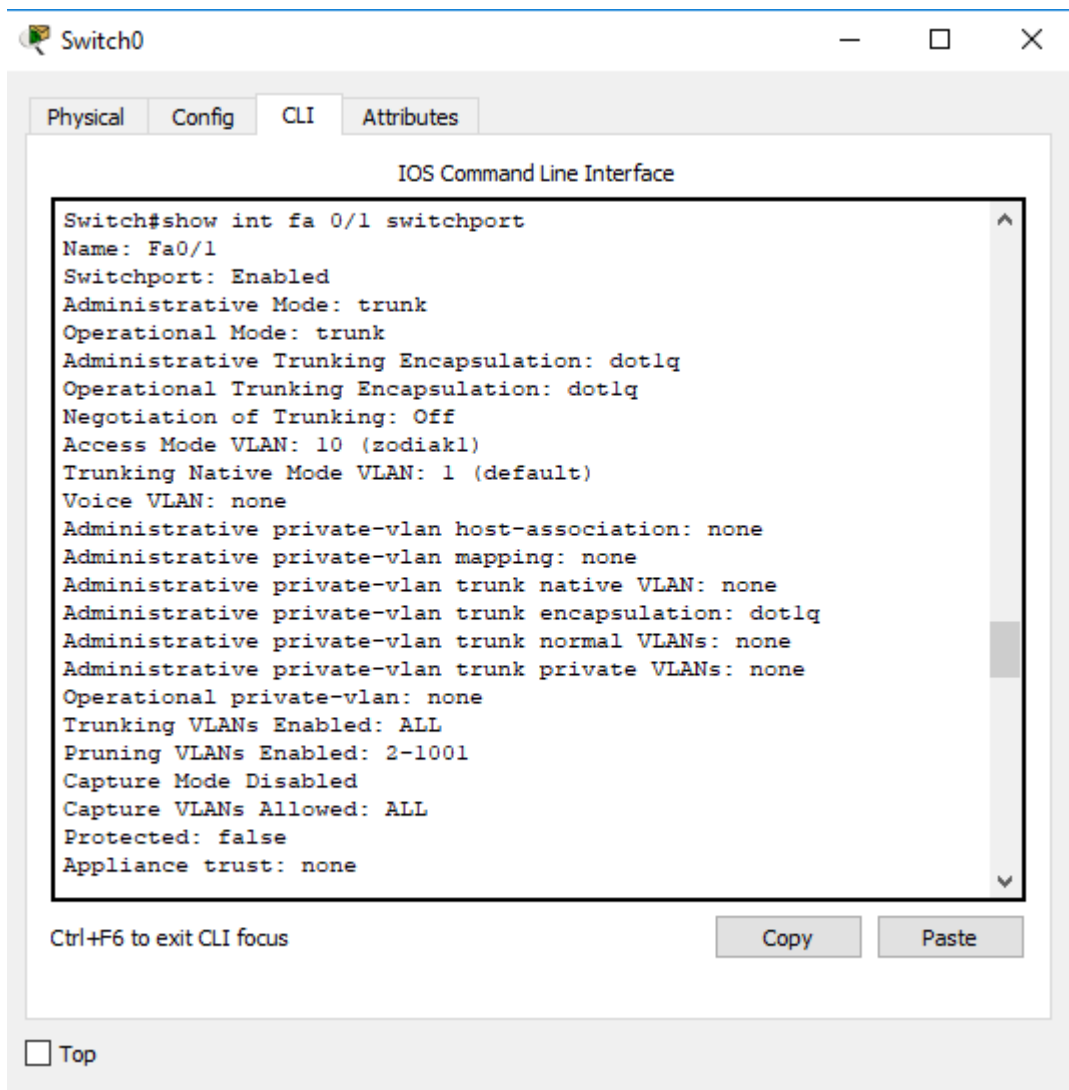 Switch0
Physical Config CLI Attributes
IOS Command Line Interface
Switch#show int fa 0/1 switchport
Name: Fa0/1
Switchport: Enabled
Administrative Mode: trunk
Operational Mode: trunk
Administrative Trunking Encapsulation: dot1q
Operational Trunking Encapsulation: dot1q
Negotiation of Trunking: Off
Access Mode VLAN: 10 (zodiak1)
Trunking Native Mode VLAN: 1 (default)
Voice VLAN: none
Administrative private-vlan host-association: none
Administrative private-vlan mapping: none
Administrative private-vlan trunk native VLAN: none
Administrative private-vlan trunk encapsulation: dot1q
Administrative private-vlan trunk normal VLANs: none
Administrative private-vlan trunk private VLANs: none
Operational private-vlan: none
Trunking VLANs Enabled: ALL
Pruning VLANs Enabled: 2-1001
Capture Mode Disabled
Capture VLANs Allowed: ALL
Protected: false
Appliance trust: none
Ctrl+F6 to exit CLI focus Copy Paste
Top